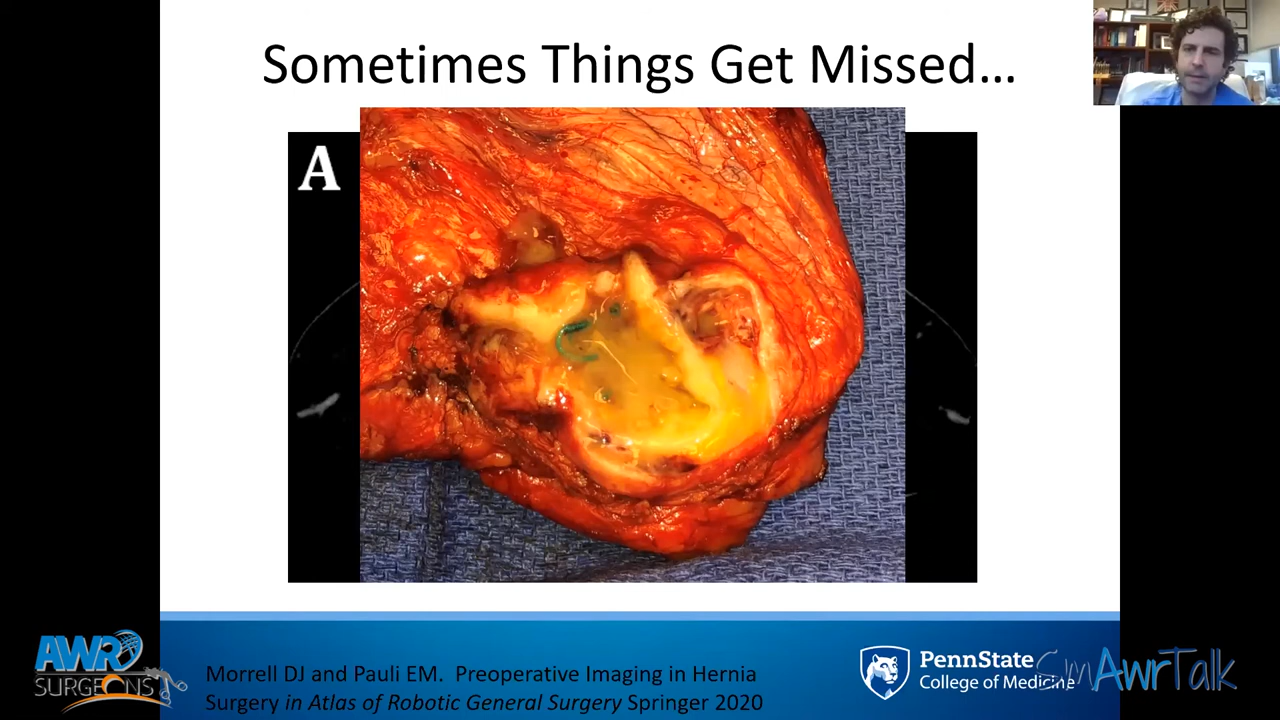 Sometimes Things Get Missed…
A
Morrell DJ and Pauli EM. Preoperative Imaging in Hernia
Surgery in Atlas of Robotic General Surgery Springer 2020
AWR
SURGEONS
PennState
College of Medicine
SmAwrTalk